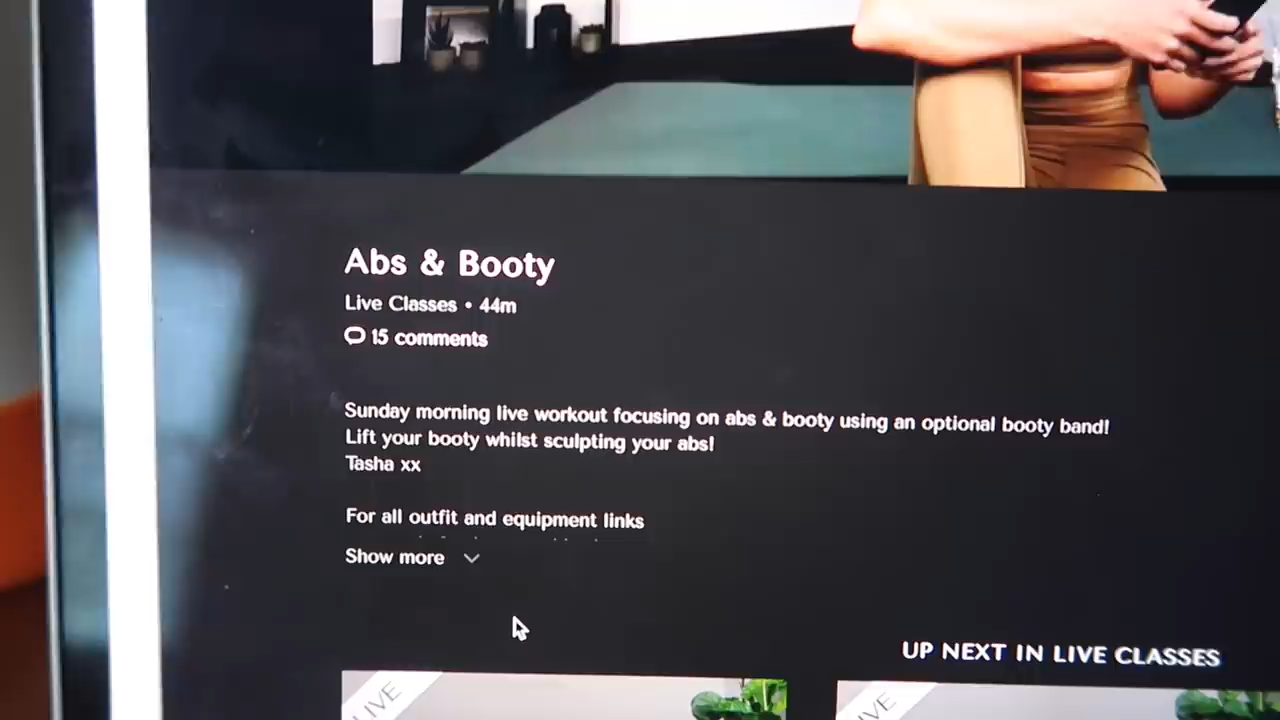 Abs & Booty
Live Classes • 44m
15 comments
Sunday morning live workout focusing on abs & booty using an optional booty band!
Lift your booty whilst sculpting your abs!
Tasha xx
For all outfit and equipment links
Show more
UP NEXT IN LIVE CLASSES
LIVE
LIVE